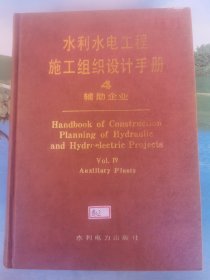 水利水电工程
施工组织设计手册
4
辅助企业
Handbook of Construction
Planning of Hydraulic
and Hydroelectric Projects
Vol. IV
Auxiliary Plants
水利电力出版社